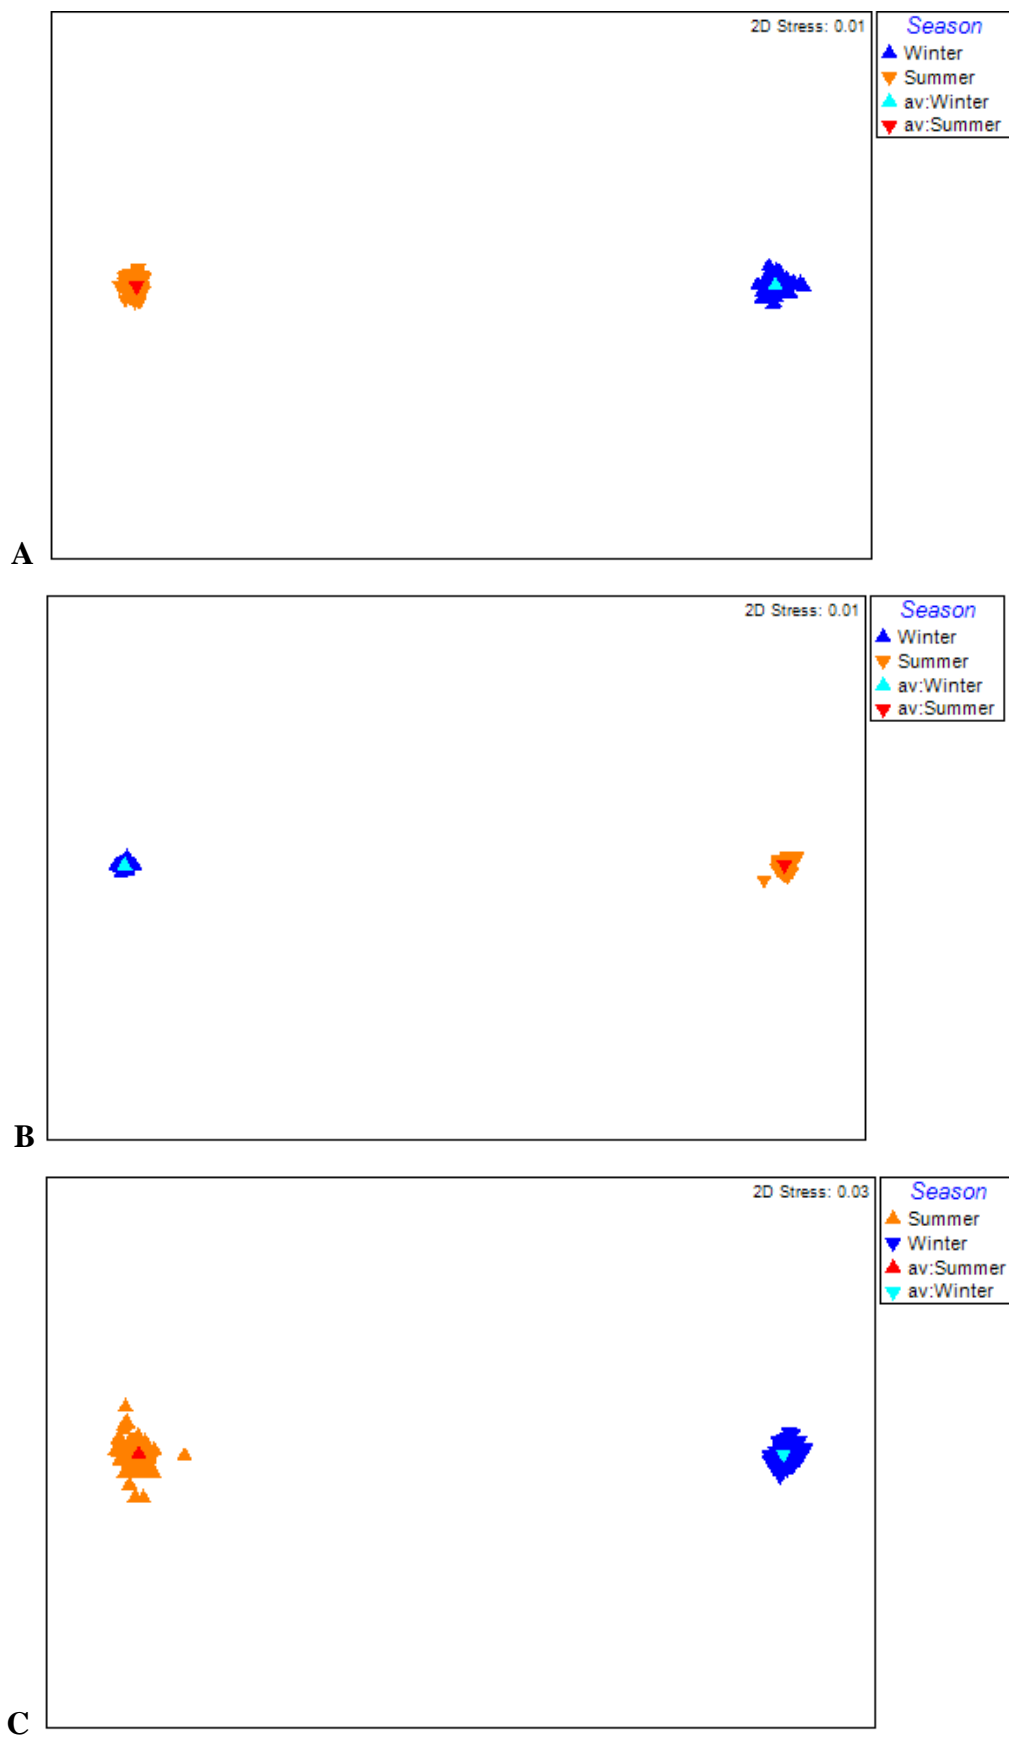 2D Stress: 0.01
Season
Winter
Summer
av:Winter
av:Summer
A
2D Stress: 0.01
Season
Winter
Summer
av:Winter
av:Summer
B
2D Stress: 0.03
Season
Summer
Winter
av:Summer
av:Winter
C